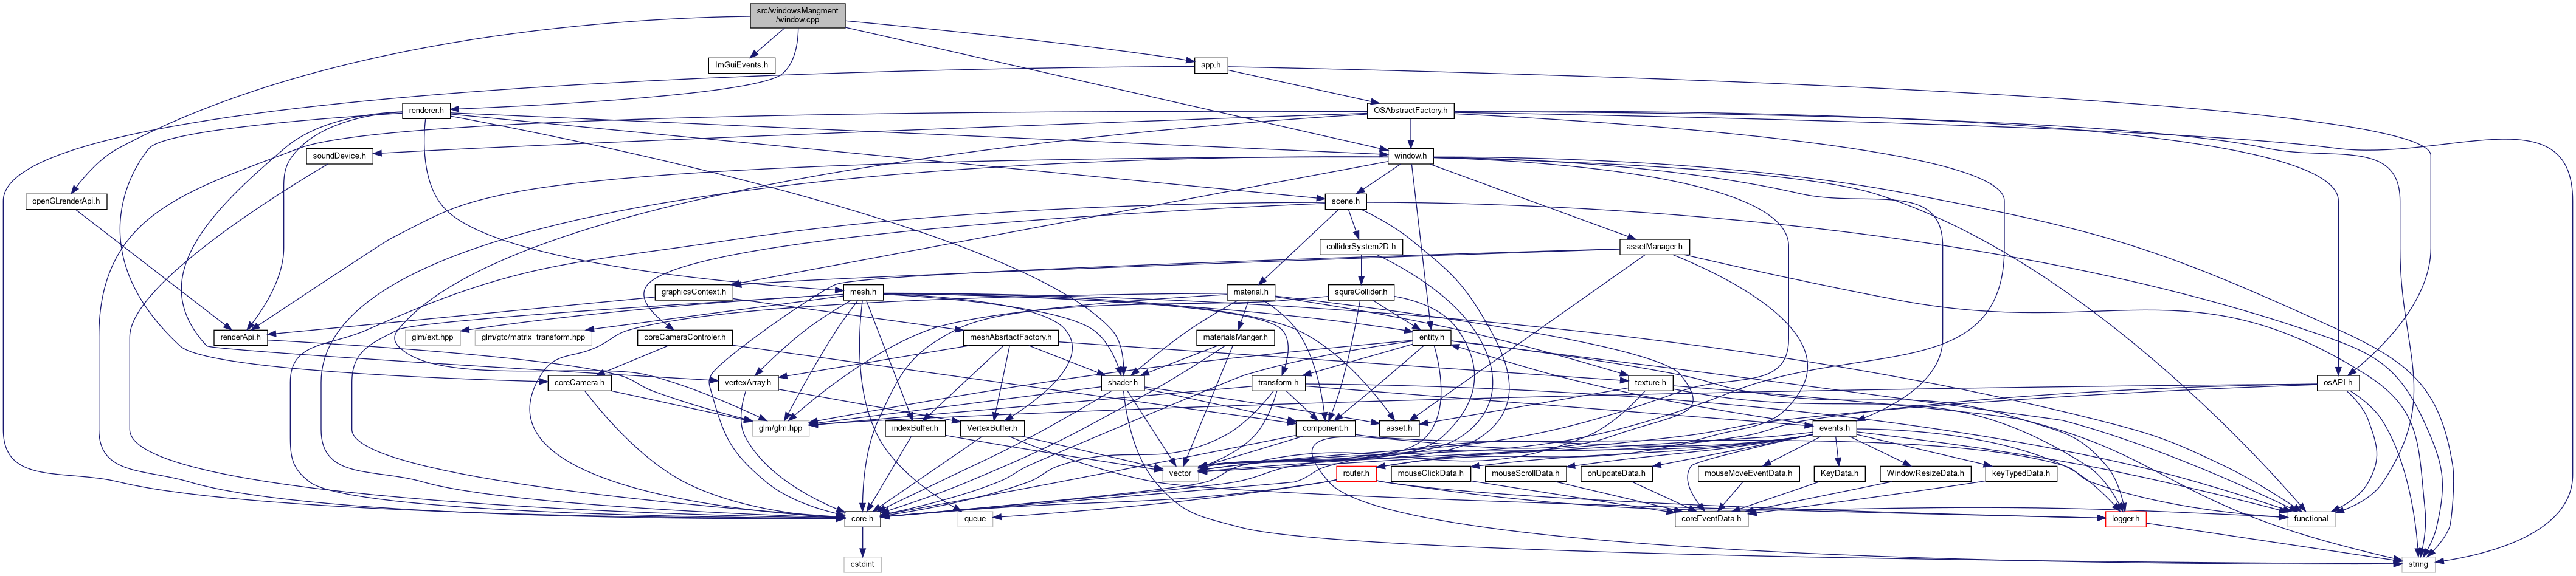 src/windowsMangment
/window.cpp
ImGuiEvents.h
app.h
renderer.h
OSAbstractFactory.h
soundDevice.h
window.h
openGLrenderApi.h
scene.h
colliderSystem2D.h
assetManager.h
graphicsContext.h
mesh.h
material.h
squreCollider.h
renderApi.h
glm/ext.hpp
glm/gtc/matrix_transform.hpp
coreCameraControler.h
meshAbsrtactFactory.h
materialsManger.h
entity.h
coreCamera.h
vertexArray.h
shader.h
transform.h
texture.h
osAPI.h
glm/glm.hpp
indexBuffer.h
VertexBuffer.h
component.h
asset.h
events.h
vector
router.h
mouseClickData.h
mouseScrollData.h
onUpdateData.h
mouseMoveEventData.h
KeyData.h
WindowResizeData.h
keyTypedData.h
core.h
queue
coreEventData.h
logger.h
functional
cstdint
string